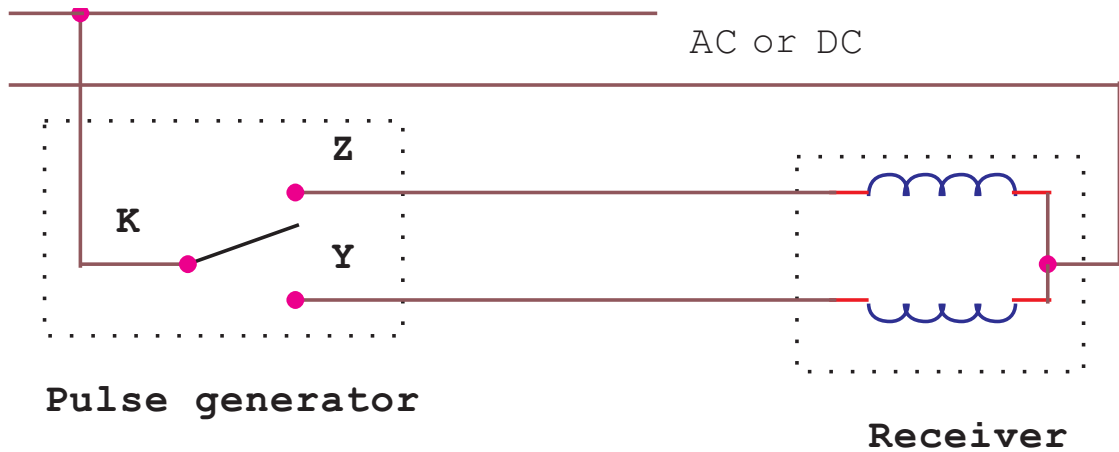 AC or DC
Z
K
Y
Pulse generator
Receiver